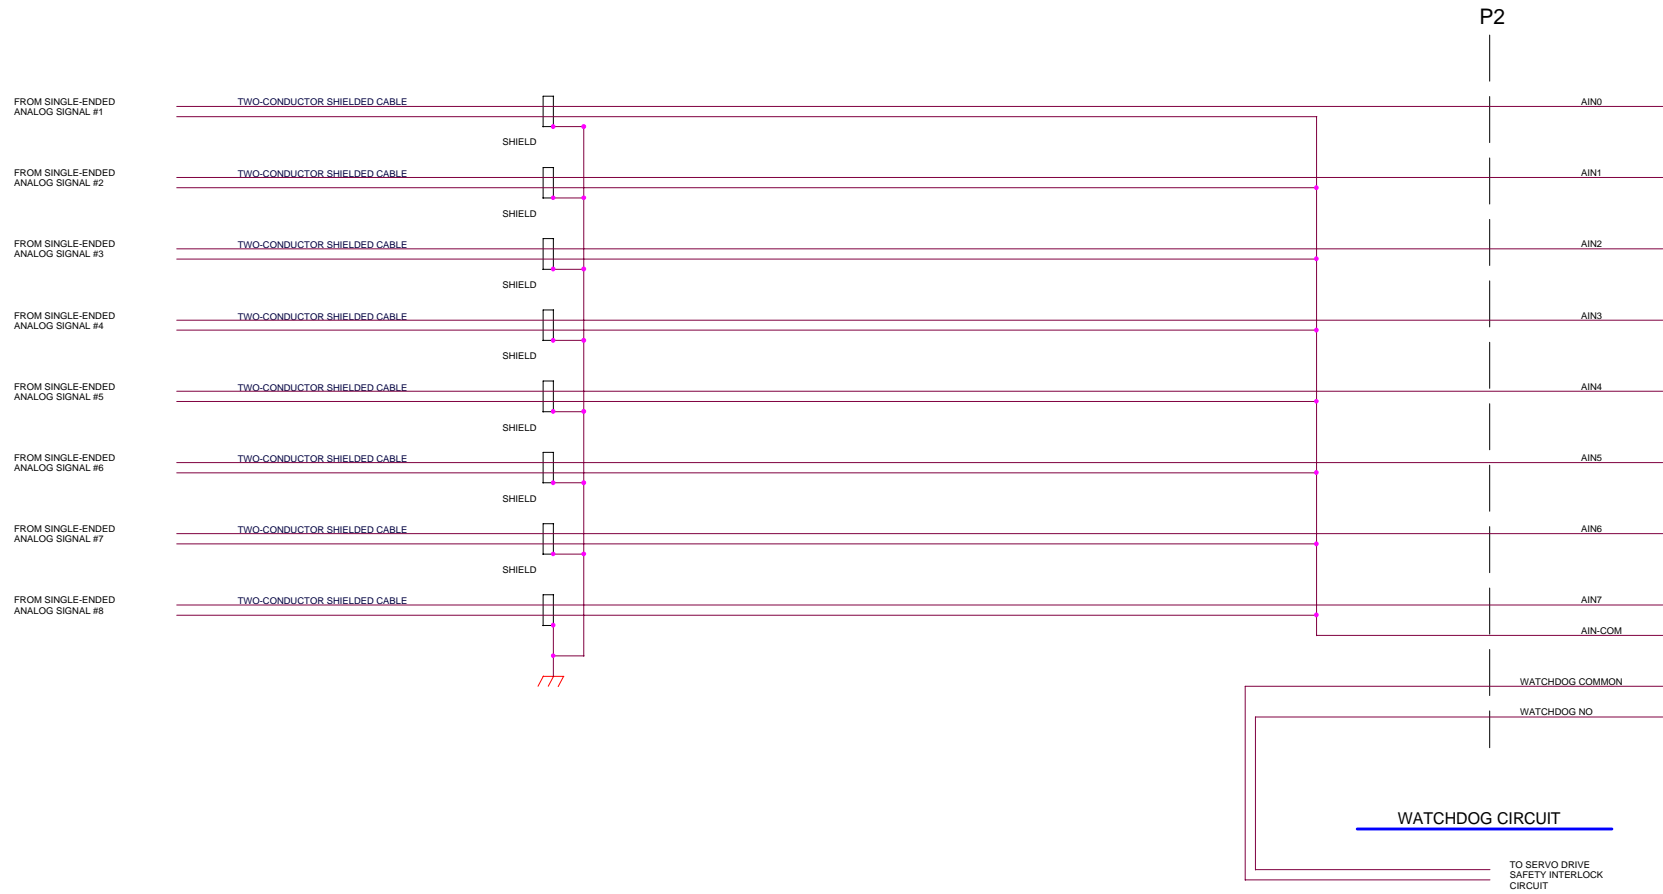 P2
FROM SINGLE-ENDED
ANALOG SIGNAL #1
TWO-CONDUCTOR SHIELDED CABLE
AIN0
SHIELD
FROM SINGLE-ENDED
ANALOG SIGNAL #2
TWO-CONDUCTOR SHIELDED CABLE
AIN1
SHIELD
FROM SINGLE-ENDED
ANALOG SIGNAL #3
TWO-CONDUCTOR SHIELDED CABLE
AIN2
SHIELD
FROM SINGLE-ENDED
ANALOG SIGNAL #4
TWO-CONDUCTOR SHIELDED CABLE
AIN3
SHIELD
FROM SINGLE-ENDED
ANALOG SIGNAL #5
TWO-CONDUCTOR SHIELDED CABLE
AIN4
SHIELD
FROM SINGLE-ENDED
ANALOG SIGNAL #6
TWO-CONDUCTOR SHIELDED CABLE
AIN5
SHIELD
FROM SINGLE-ENDED
ANALOG SIGNAL #7
TWO-CONDUCTOR SHIELDED CABLE
AIN6
SHIELD
FROM SINGLE-ENDED
ANALOG SIGNAL #8
TWO-CONDUCTOR SHIELDED CABLE
AIN7
AIN-COM
WATCHDOG COMMON
WATCHDOG NO
WATCHDOG CIRCUIT
TO SERVO DRIVE
SAFETY INTERLOCK
CIRCUIT